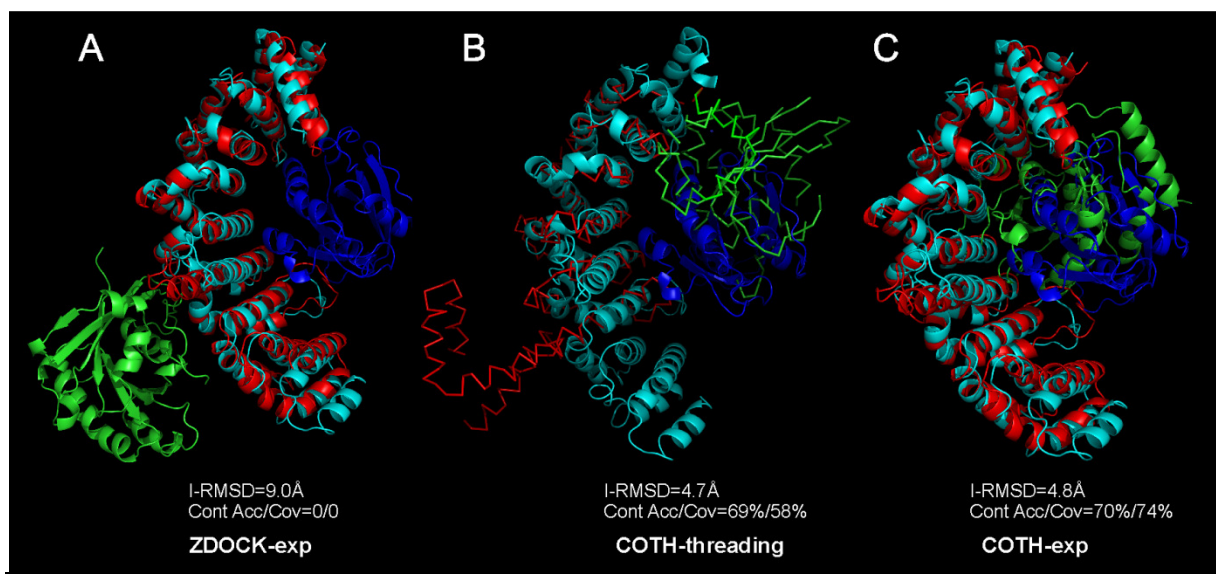 A
B
C
I-RMSD=9.0Å
Cont Acc/Cov=0/0
ZDOCK-exp
I-RMSD=4.7Å
Cont Acc/Cov=69%/58%
COTH-threading
I-RMSD=4.8Å
Cont Acc/Cov=70%/74%
COTH-exp